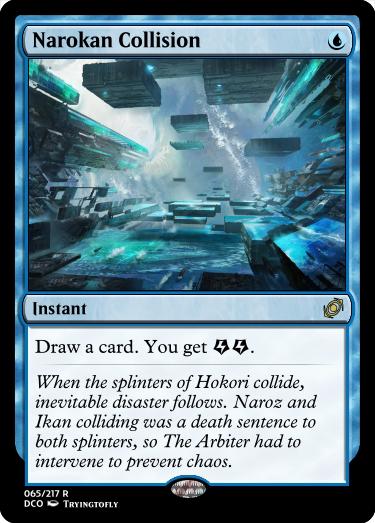 Narokan Collision
Instant
Draw a card. You get
When the splinters of Hokori collide,
inevitable disaster follows. Naroz and
Ikan colliding was a death sentence to
both splinters, so The Arbiter had to
intervene to prevent chaos.
065/217 R
DCO TRYINGTOFLY